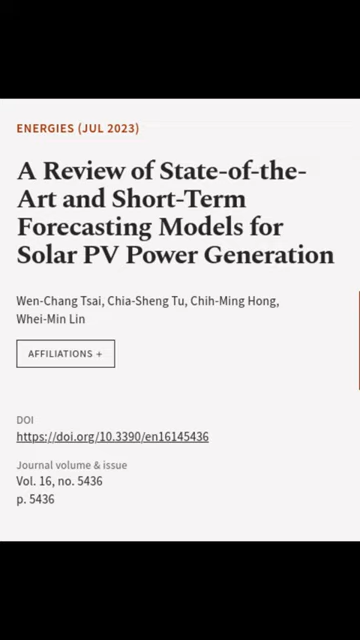 ENERGIES (JUL 2023)
A Review of State-of-the-
Art and Short-Term
Forecasting Models for
Solar PV Power Generation
Wen-Chang Tsai, Chia-Sheng Tu, Chih-Ming Hong,
Whei-Min Lin
AFFILIATIONS +
DOI
https://doi.org/10.3390/en16145436
Journal volume & issue
Vol. 16, no. 5436
p. 5436